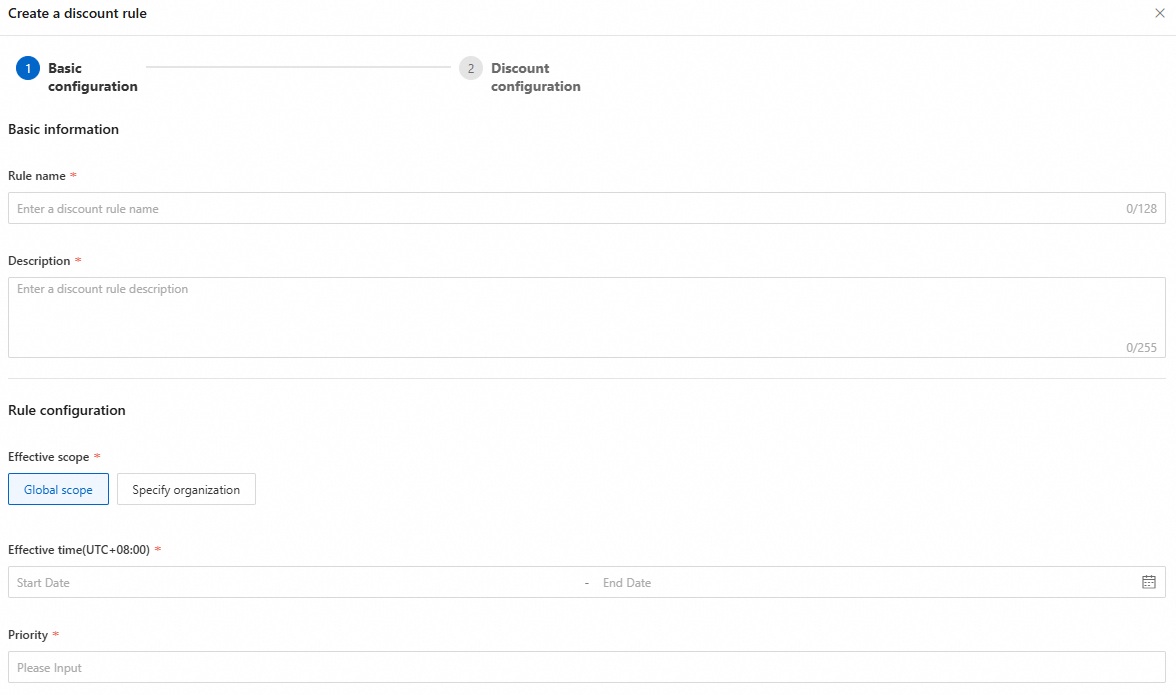 Create a discount rule
1 Basic configuration
2 Discount configuration
Basic information
Rule name *
Enter a discount rule name 0/128
Description *
Enter a discount rule description
0/255
Rule configuration
Effective scope *
Global scope Specify organization
Effective time(UTC+08:00) *
Start Date - End Date
Priority *
Please Input